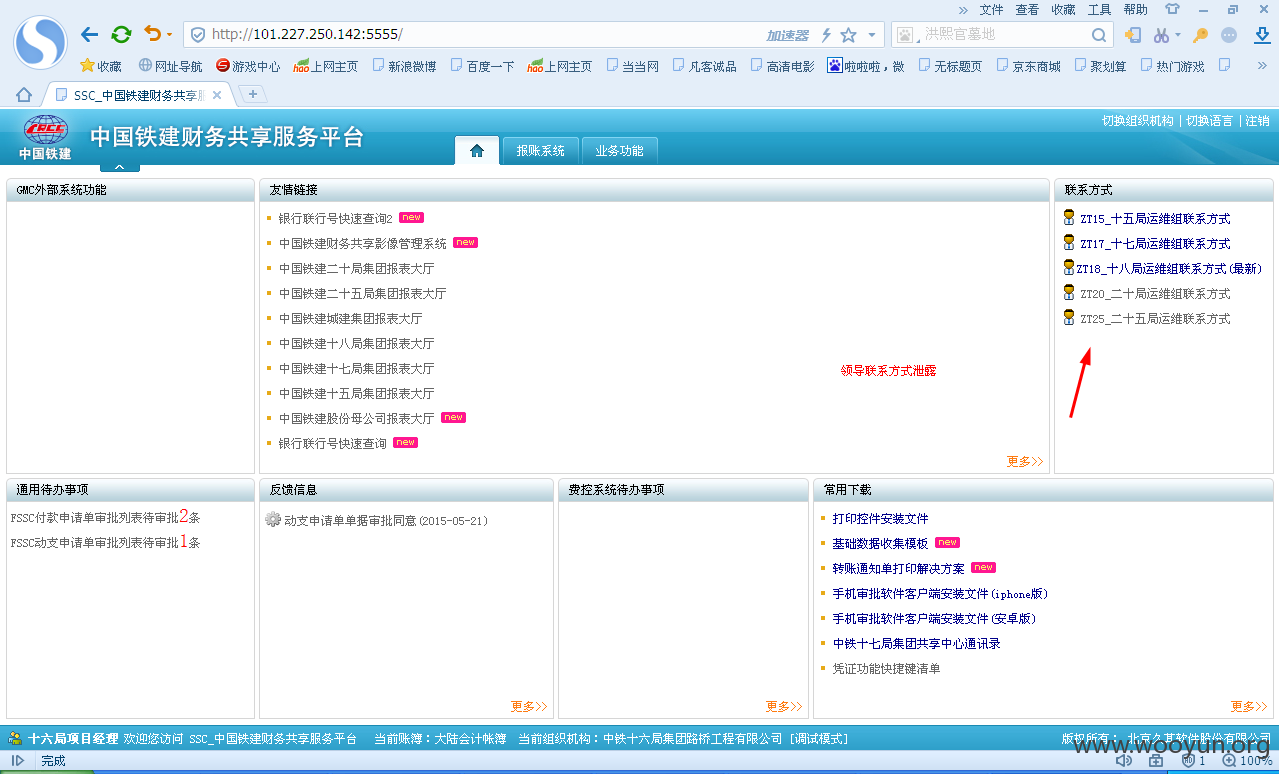 » 文件 查看 收藏 工具 帮助
http://101.227.250.142:5555/ 加速器 洪熙官墓地
收藏 网址导航 游戏中心 hao上网主页 新浪微博 百度一下 hao上网主页 当当网 凡客诚品 高清电影 啦啦啦，微 无标题页 京东商城 聚划算 热门游戏 »
SSC_中国铁建财务共享服
切换组织机构 | 切换语言 | 注销
CRCC
中国铁建
中国铁建财务共享服务平台
报账系统 业务功能
GMC外部系统功能
友情链接
银行联行号快速查询2 new
中国铁建财务共享影像管理系统 new
中国铁建二十局集团报表大厅
中国铁建二十五局集团报表大厅
中国铁建城建集团报表大厅
中国铁建十八局集团报表大厅
中国铁建十七局集团报表大厅
中国铁建十五局集团报表大厅
中国铁建股份母公司报表大厅 new
银行联行号快速查询 new
更多>>
领导联系方式泄露
联系方式
ZT15_十五局运维组联系方式
ZT17_十七局运维组联系方式
ZT18_十八局运维组联系方式(最新)
ZT20_二十局运维组联系方式
ZT25_二十五局运维组联系方式
通用待办事项
FSSC付款申请单审批列表待审批2条
FSSC动支申请单审批列表待审批1条
反馈信息
动支申请单单据审批同意(2015-05-21)
更多>>
费控系统待办事项
更多>>
常用下载
打印控件安装文件
基础数据收集模板 new
转账通知单打印解决方案 new
手机审批软件客户端安装文件(iphone版)
手机审批软件客户端安装文件(安卓版)
中铁十七局集团共享中心通讯录
凭证功能快捷键清单
更多>>
十六局项目经理 欢迎您访问 SSC_中国铁建财务共享服务平台 当前账簿：大陆会计帐簿 当前组织机构：中铁十六局集团路桥工程有限公司 [调试模式] 版权所有： 北京久其软件股份有限公司
www.wooyun.org
完成 1 100%